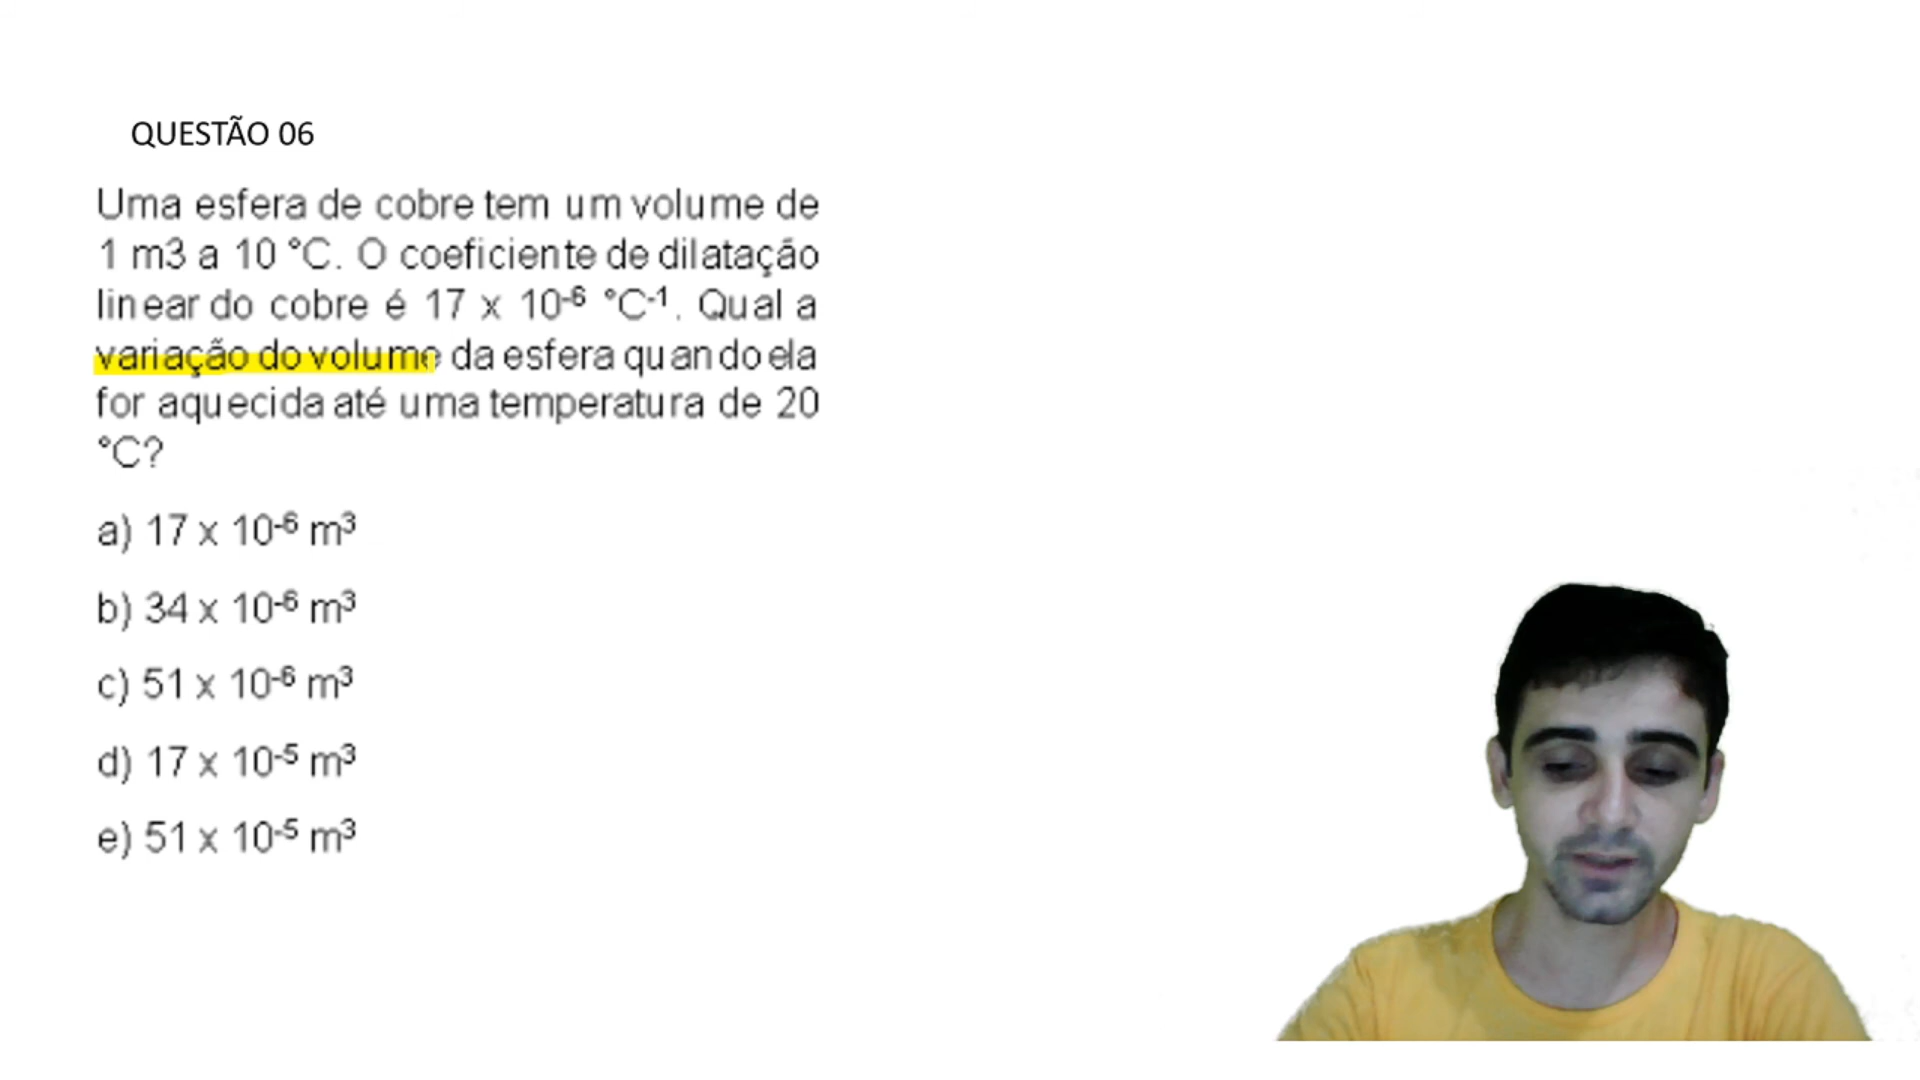 QUESTÃO 06
Uma esfera de cobre tem um volume de
1 m3 a 10 °C. O coeficiente de dilatação
linear do cobre é 17 x 10⁻⁶ °C⁻¹. Qual a
variação do volume da esfera quando ela
for aquecida até uma temperatura de 20
°C?
a) 17 x 10⁻⁶ m³
b) 34 x 10⁻⁶ m³
c) 51 x 10⁻⁶ m³
d) 17 x 10⁻⁵ m³
e) 51 x 10⁻⁵ m³